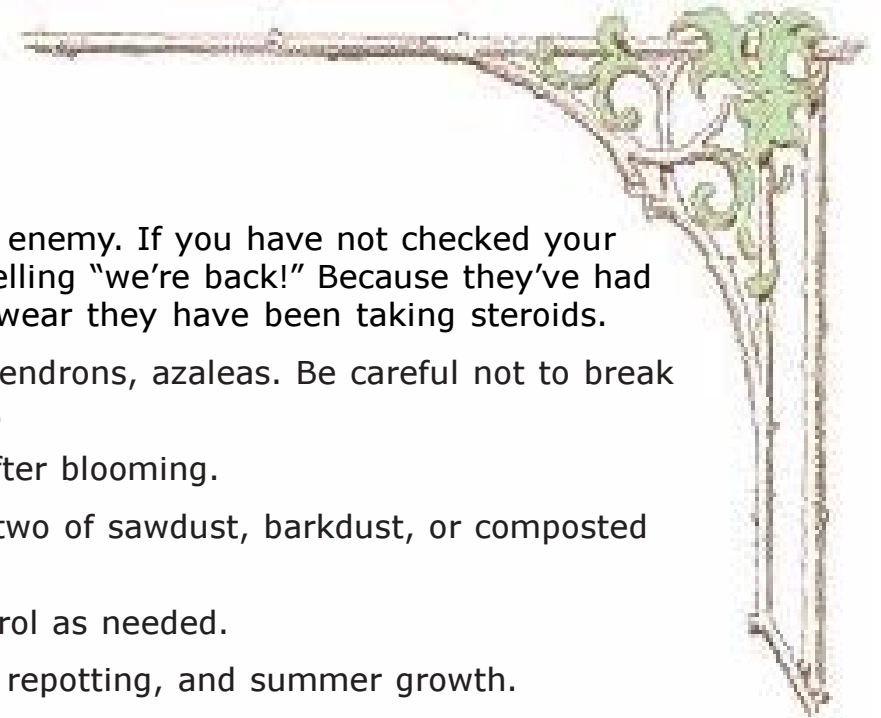 enemy. If you have not checked your
elling “we’re back!” Because they’ve had
wear they have been taking steroids.
endrons, azaleas. Be careful not to break
fter blooming.
two of sawdust, barkdust, or composted
rol as needed.
repotting, and summer growth.